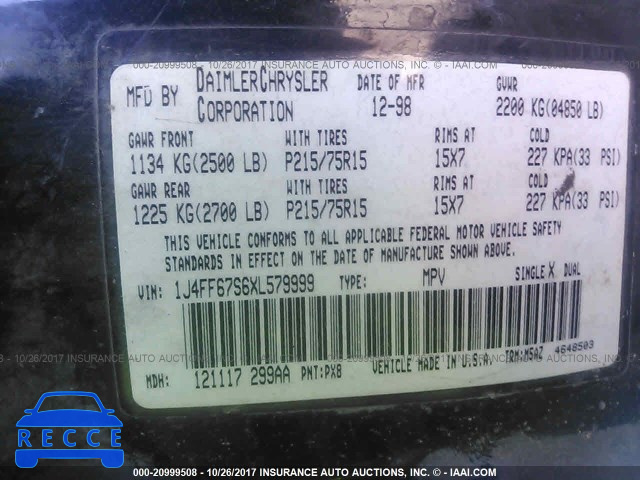 000-20999508 - 10/26/2017 INSURANCE AUTO AUCTIONS, INC. - IAAI.COM
MFD BY DAIMLERCHRYSLER CORPORATION DATE OF MFR 12-98 GVWR 2200 KG(04850 LB)
GAWR FRONT WITH TIRES RIMS AT COLD
1134 KG(2500 LB) P215/75R15 15X7 227 KPA(33 PSI)
GAWR REAR WITH TIRES RIMS AT COLD
1225 KG(2700 LB) P215/75R15 15X7 227 KPA(33 PSI)
THIS VEHICLE CONFORMS TO ALL APPLICABLE FEDERAL MOTOR VEHICLE SAFETY
STANDARDS IN EFFECT ON THE DATE OF MANUFACTURE SHOWN ABOVE.
VIN: 1J4FF67S6XL579999 TYPE: MPV SINGLE X DUAL
MDH: 121117 299AA PNT:PX8 VEHICLE MADE IN U.S.A. TRM:M5AZ 4648503
RECCE
000-20999508 - 10/26/2017 INSURANCE AUTO AUCTIONS, INC. - IAAI.COM